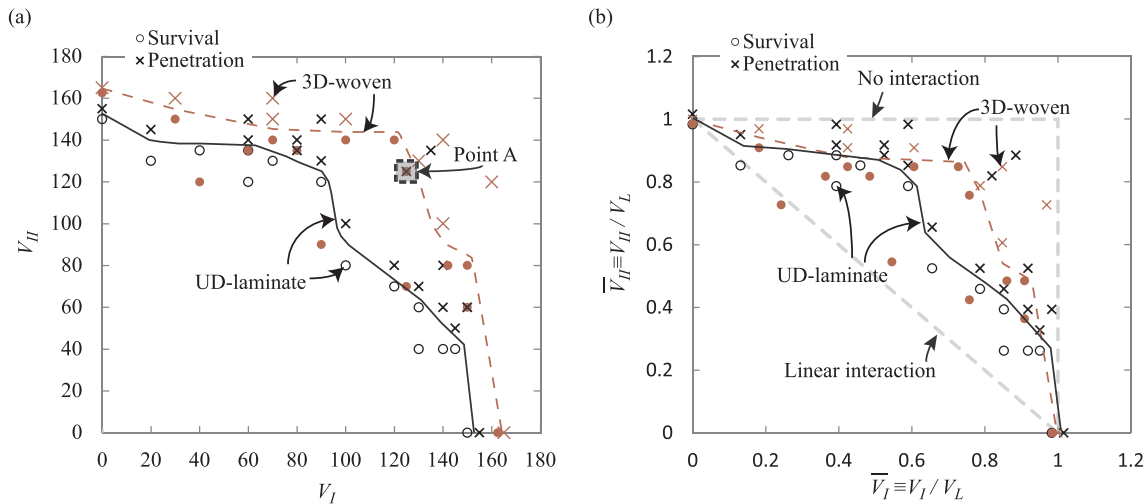 (a)
Survival
Penetration
3D-woven
Point A
UD-laminate
V_II
180
160
140
120
100
80
60
40
20
0
0 20 40 60 80 100 120 140 160 180
V_I
(b)
Survival
Penetration
No interaction
3D-woven
UD-laminate
Linear interaction
V̅_II ≡ V_II / V_L
1.2
1
0.8
0.6
0.4
0.2
0
0 0.2 0.4 0.6 0.8 1 1.2
V̅_I ≡ V_I / V_L